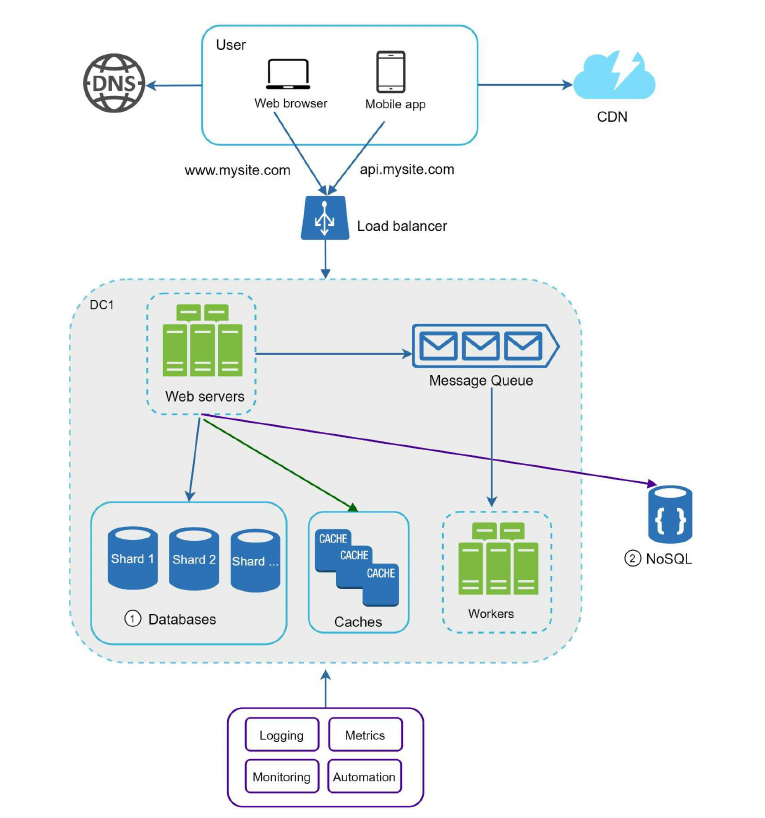 User
DNS
Web browser
Mobile app
CDN
www.mysite.com
api.mysite.com
Load balancer
DC1
Web servers
Message Queue
Shard 1
Shard 2
Shard ...
① Databases
CACHE
CACHE
CACHE
Caches
Workers
② NoSQL
{ }
Logging
Metrics
Monitoring
Automation